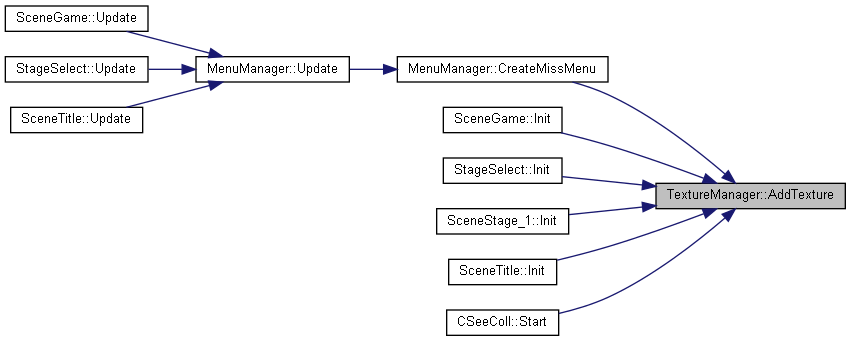 SceneGame::Update
StageSelect::Update
SceneTitle::Update
MenuManager::Update
MenuManager::CreateMissMenu
SceneGame::Init
StageSelect::Init
SceneStage_1::Init
SceneTitle::Init
CSeeColl::Start
TextureManager::AddTexture